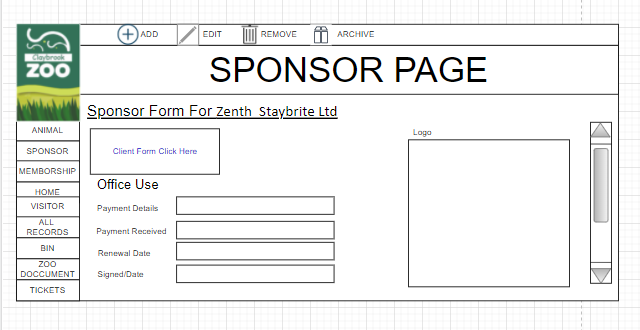 ADD EDIT REMOVE ARCHIVE
Claybrook
ZOO
SPONSOR PAGE
Sponsor Form For Zenth Staybrite Ltd
ANIMAL
SPONSOR
MEMBORSHIP
HOME
VISITOR
ALL
RECORDS
BIN
ZOO
DOCCUMENT
TICKETS
Client Form Click Here
Office Use
Payment Details
Payment Received
Renewal Date
Signed/Date
Logo